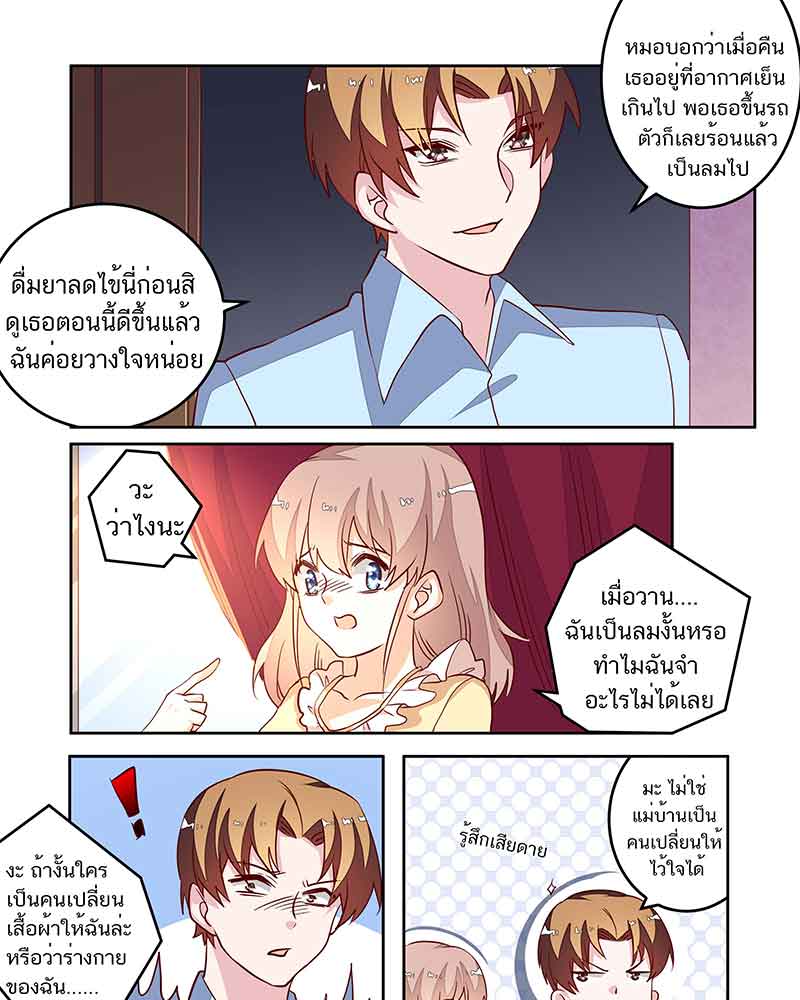 หมอบอกว่าเมื่อคืน
เธออยู่ที่อากาศเย็น
เกินไป พอเธอขึ้นรถ
ตัวก็เลยร้อนแล้ว
เป็นลมไป
ดื่มยาลดไข้นี่ก่อนสิ
ดูเธอตอนนี้ดีขึ้นแล้ว
ฉันค่อยวางใจหน่อย
วะ
ว่าไงนะ
เมื่อวาน....
ฉันเป็นลมงั้นหรอ
ทำไมฉันจำ
อะไรไม่ได้เลย
งะ ถ้างั้นใคร
เป็นคนเปลี่ยน
เสื้อผ้าให้ฉันล่ะ
หรือว่าร่างกาย
ของฉัน......
มะ ไม่ใช่
แม่บ้านเป็น
คนเปลี่ยนให้
ไว้ใจได้
รู้สึกเสียดาย